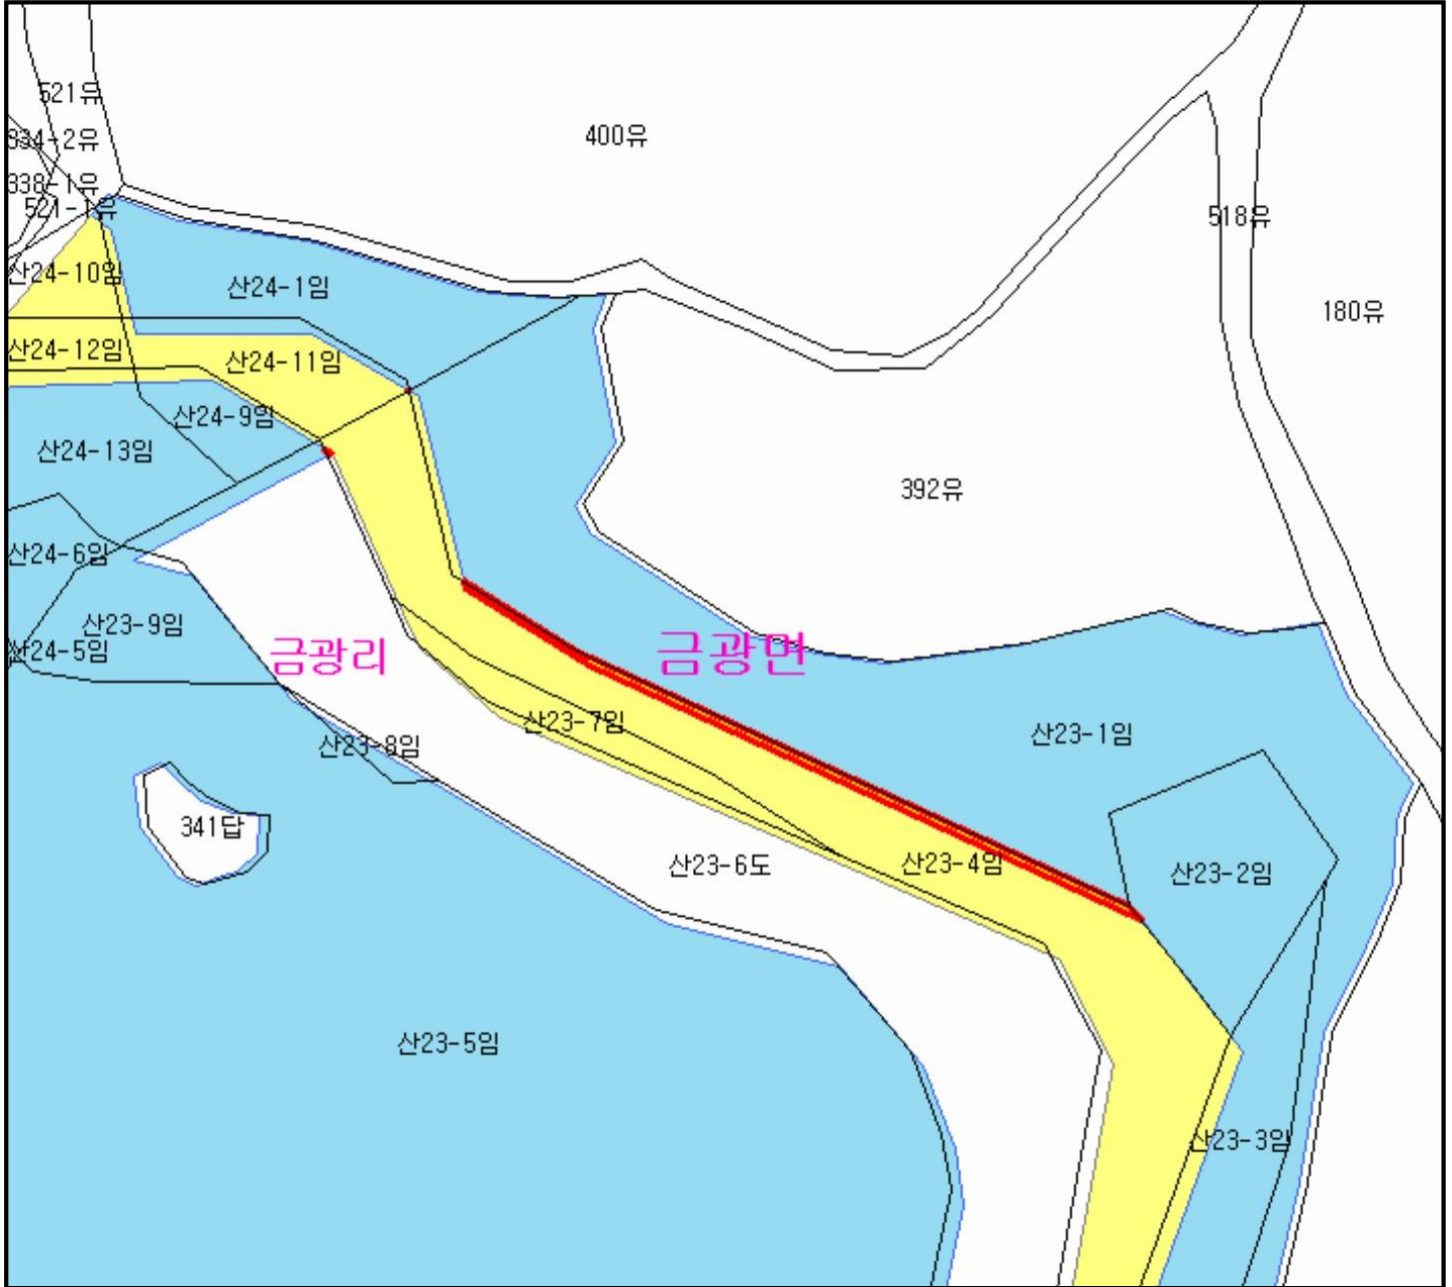 521유
400유
334-2유
338-1유
521-1유
518유
산24-10임
산24-1임
180유
산24-12임
산24-11임
산24-9임
산24-13임
392유
산24-6임
산23-9임
산24-5임
금광리
금광면
산23-7임
산23-1임
산23-8임
341답
산23-6도
산23-4임
산23-2임
산23-5임
산23-3임